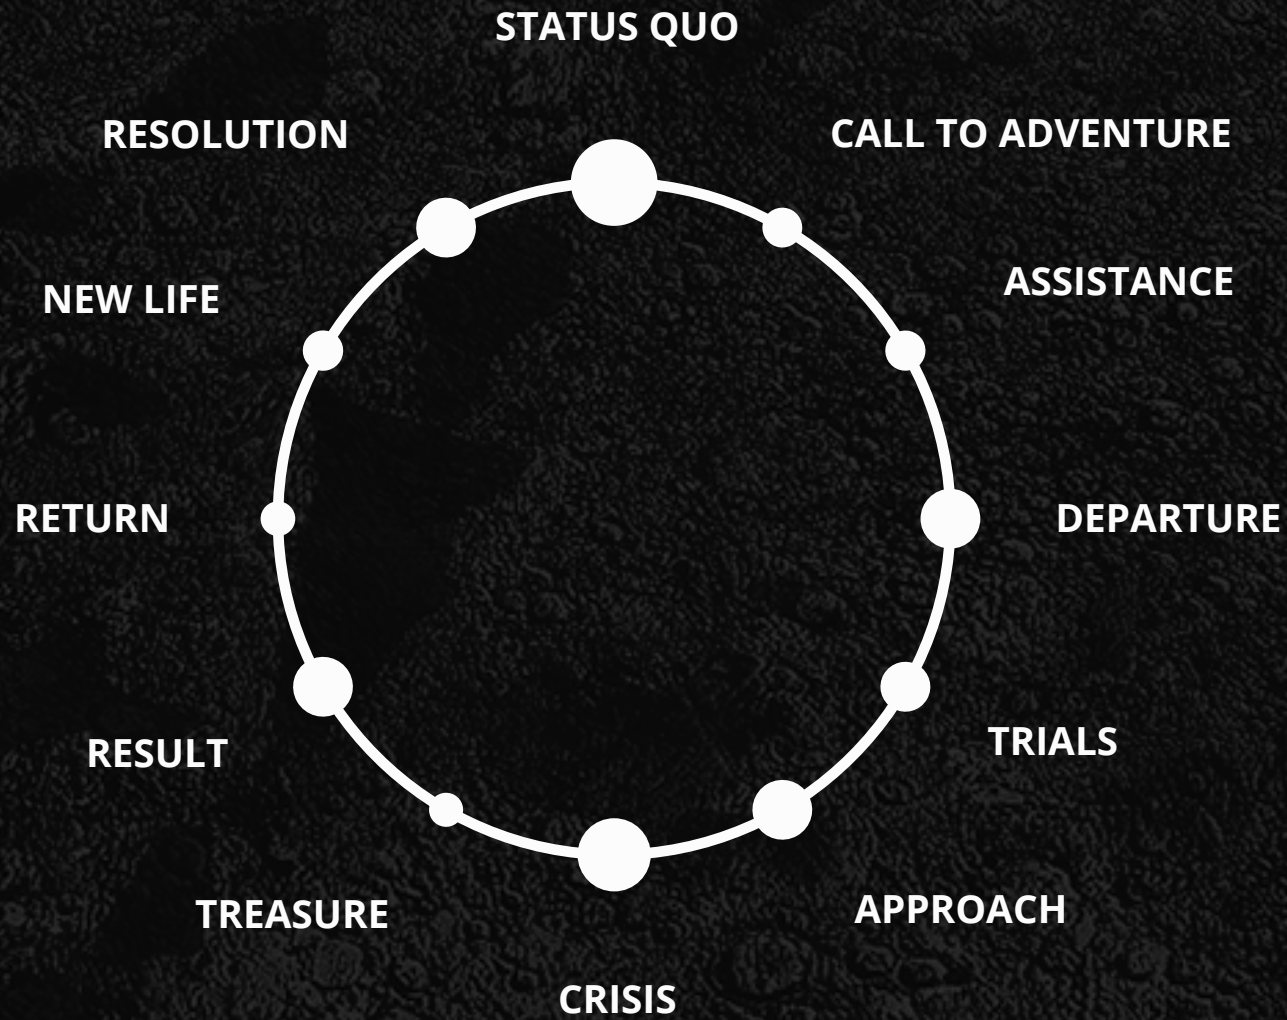 STATUS QUO
CALL TO ADVENTURE
ASSISTANCE
DEPARTURE
TRIALS
APPROACH
CRISIS
TREASURE
RESULT
RETURN
NEW LIFE
RESOLUTION